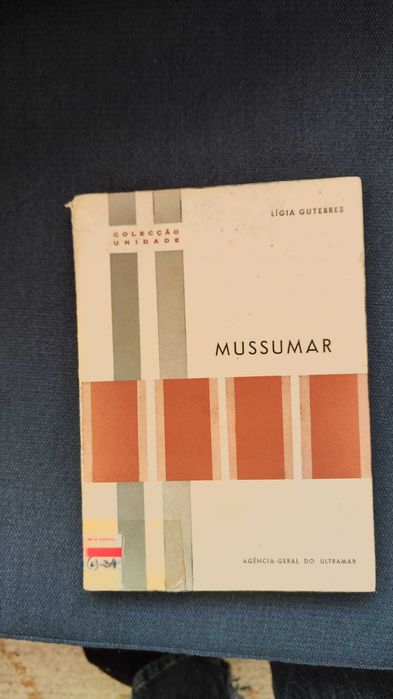 LÍGIA GUTERRES
COLECÇÃO
UNIDADE
MUSSUMAR
AGÊNCIA-GERAL DO ULTRAMAR